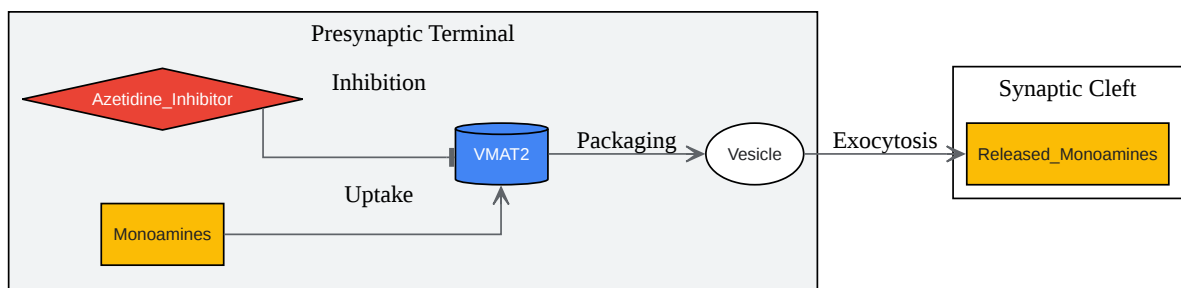 Presynaptic Terminal
Inhibition
Azetidine_Inhibitor
Synaptic Cleft
VMAT2
Packaging
Vesicle
Exocytosis
Released_Monoamines
Uptake
Monoamines